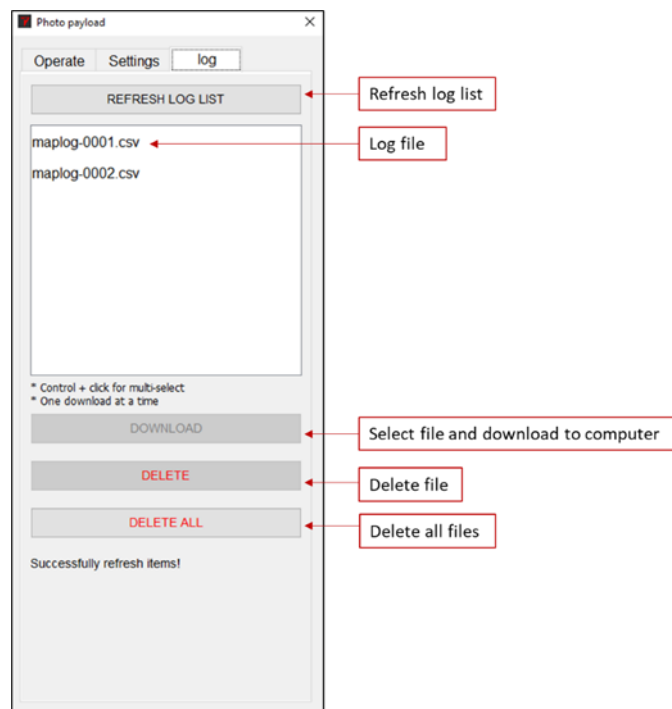 Photo payload
Operate Settings log
REFRESH LOG LIST
Refresh log list
maplog-0001.csv
Log file
maplog-0002.csv
* Control + click for multi-select
* One download at a time
DOWNLOAD
Select file and download to computer
DELETE
Delete file
DELETE ALL
Delete all files
Successfully refresh items!